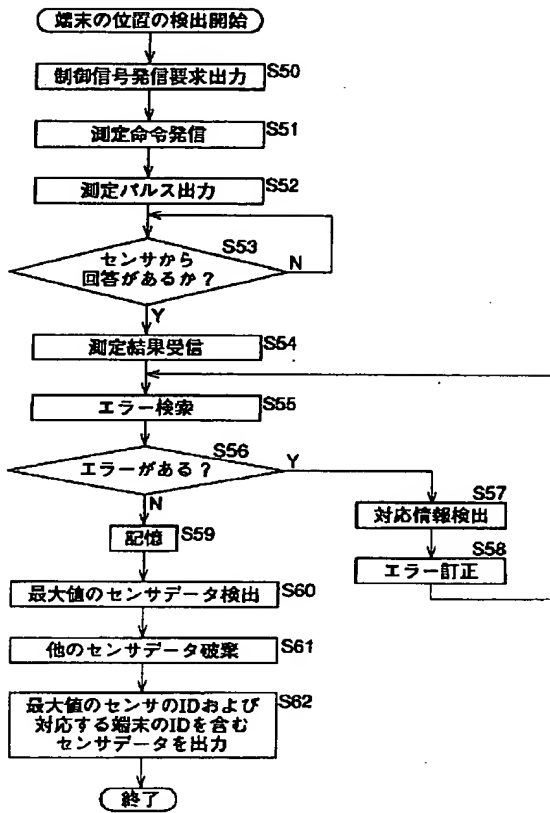 端末の位置の検出開始
制御信号発信要求出力
S50
測定命令発信
S51
測定パルス出力
S52
S53
センサから
回答があるか？
N
Y
測定結果受信
S54
エラー検索
S55
S56
エラーがある？
Y
N
S57
対応情報検出
S58
エラー訂正
記憶
S59
最大値のセンサデータ検出
S60
他のセンサデータ破棄
S61
最大値のセンサのIDおよび
対応する端末のIDを含む
センサデータを出力
S62
終了